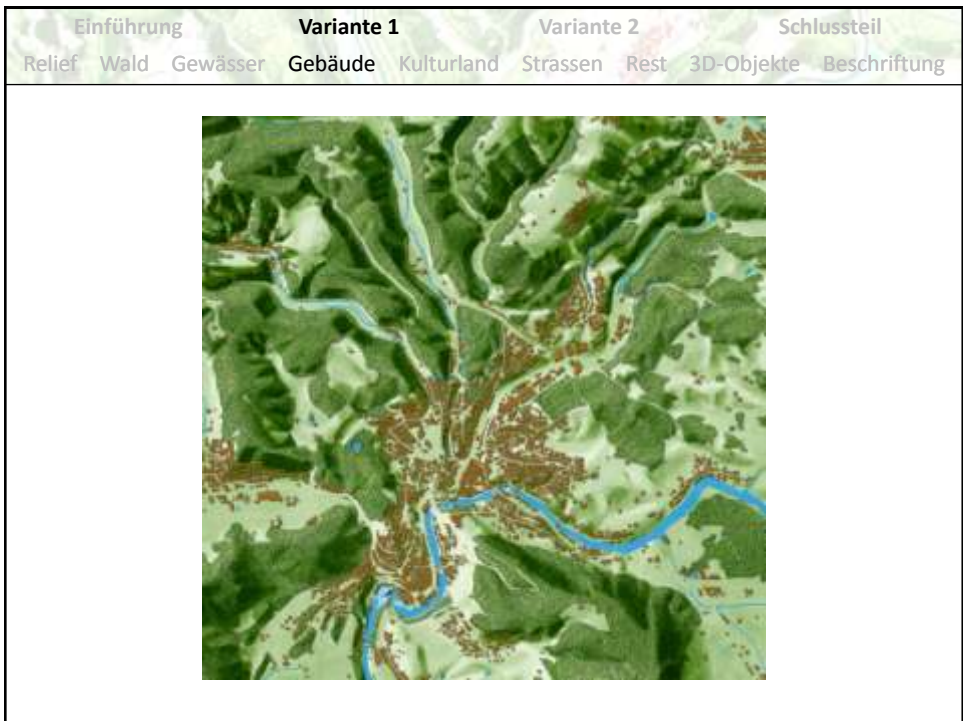 Einführung Variante 1 Variante 2 Schlussteil
Relief Wald Gewässer Gebäude Kulturland Strassen Rest 3D-Objekte Beschriftung